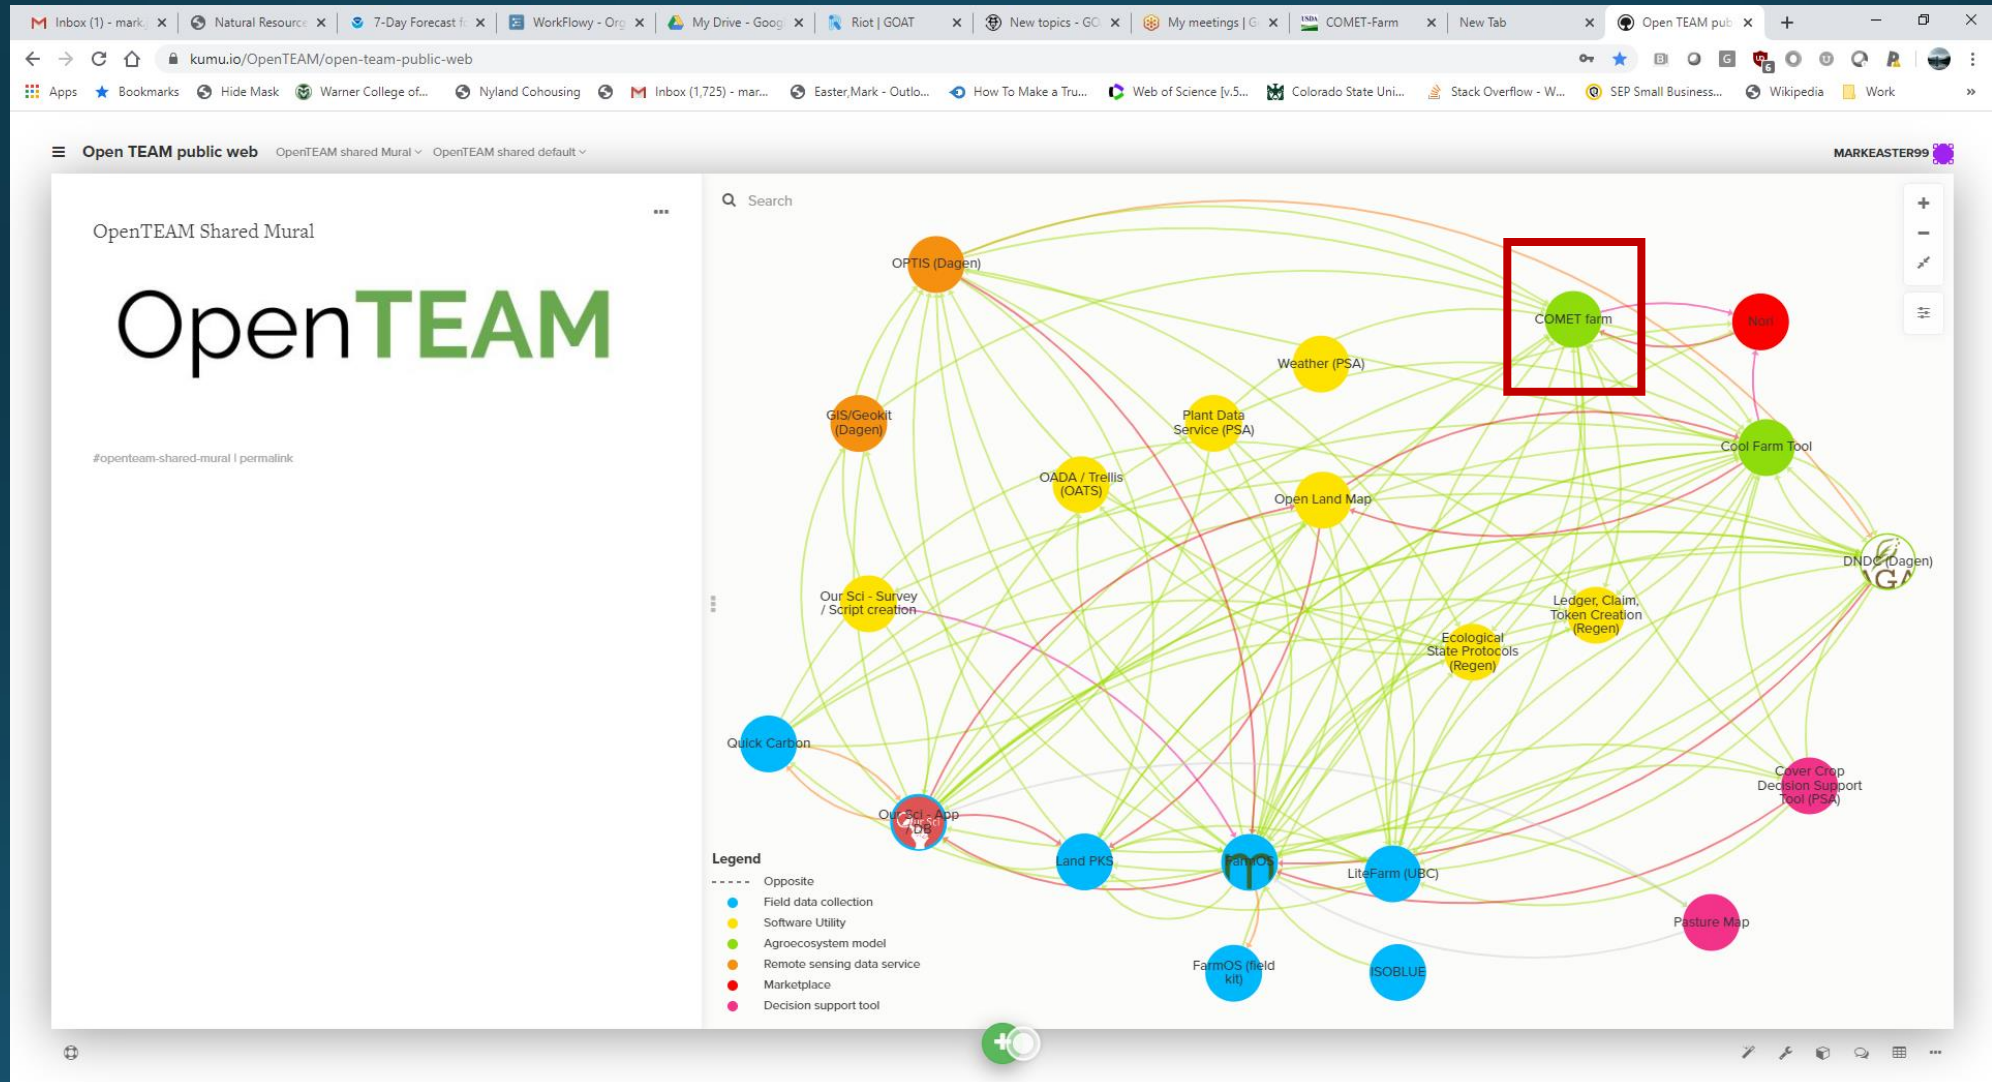 Inbox (1) - mark.
Natural Resource
7-Day Forecast f
WorkFlowy - Org
My Drive - Goog
Riot | GOAT
New topics - GO
My meetings | G
COMET-Farm
New Tab
Open TEAM pub
kumu.io/OpenTEAM/open-team-public-web
Apps
Bookmarks
Hide Mask
Warner College of...
Nyland Cohousing
Inbox (1,725) - mar...
Easter,Mark - Outlo...
How To Make a Tru...
Web of Science [v.5...
Colorado State Uni...
Stack Overflow - W...
SEP Small Business...
Wikipedia
Work
Open TEAM public web
OpenTEAM shared Mural
OpenTEAM shared default
MARKEASTER99
OpenTEAM Shared Mural
OpenTEAM
#openteam-shared-mural | permalink
Search
OPTIS (Dagen)
COMET farm
Nori
Weather (PSA)
GIS/Geokit
(Dagen)
Plant Data
Service (PSA)
Cool Farm Tool
OADA / Trellis
(OATS)
Open Land Map
DNDC (Dagen)
Our Sci - Survey
/ Script creation
Ledger, Claim,
Token Creation
(Regen)
Ecological
State Protocols
(Regen)
Quick Carbon
Cover Crop
Decision Support
Tool (PSA)
Our Sci - App
/ DB
Land PKS
FarmOS
LiteFarm (UBC)
Pasture Map
FarmOS (field
kit)
ISOBLUE
Legend
Opposite
Field data collection
Software Utility
Agroecosystem model
Remote sensing data service
Marketplace
Decision support tool